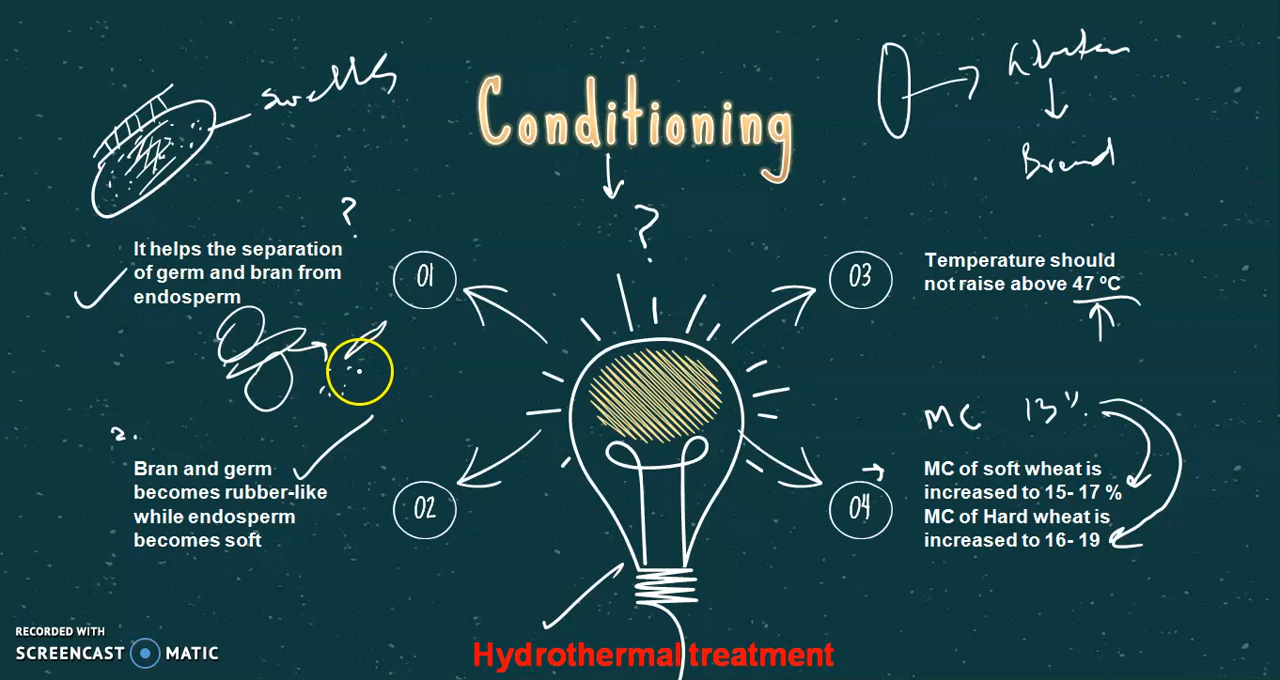 swells
Conditioning
Gluten
Bread
?
?
It helps the separation
of germ and bran from
endosperm
01
03
Temperature should
not raise above 47 ºC
MC 13%.
2.
Bran and germ
becomes rubber-like
while endosperm
becomes soft
02
04
MC of soft wheat is
increased to 15- 17 %
MC of Hard wheat is
increased to 16- 19
Hydrothermal treatment
RECORDED WITH
SCREENCAST MATIC